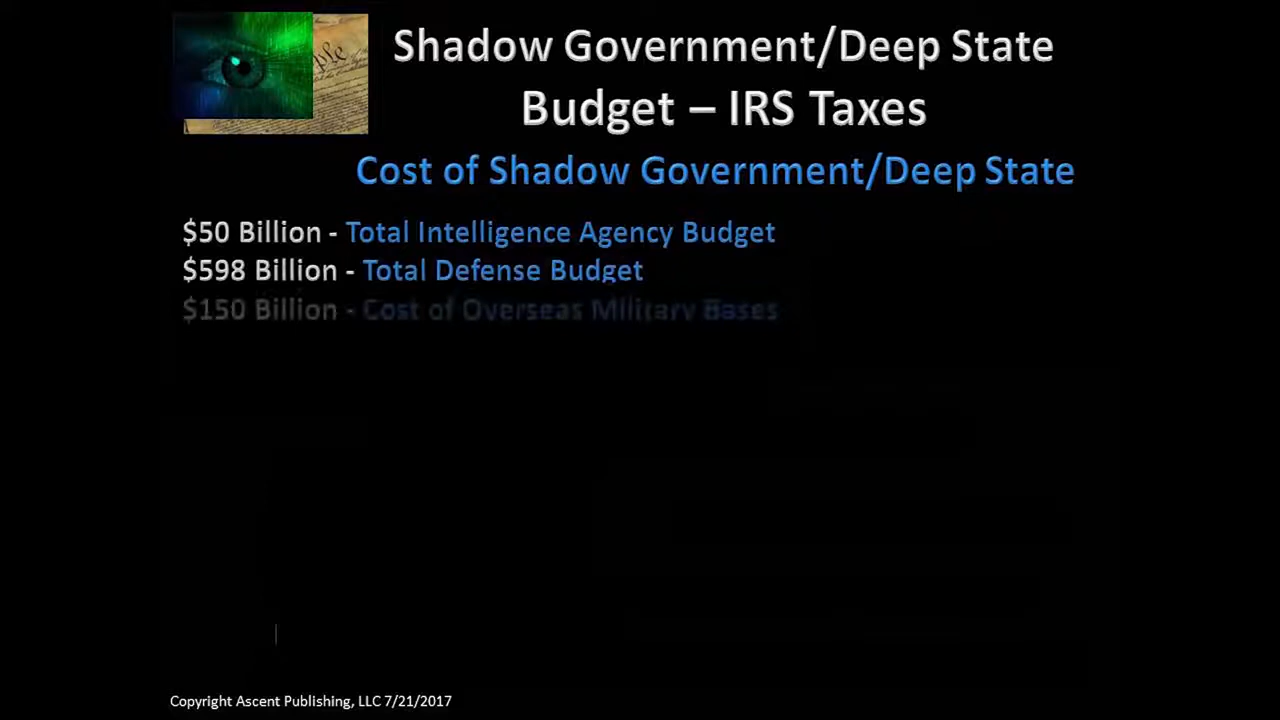 ple
Shadow Government/Deep State
Budget – IRS Taxes
Cost of Shadow Government/Deep State
$50 Billion - Total Intelligence Agency Budget
$598 Billion - Total Defense Budget
$150 Billion - Cost of Overseas Military Bases
Copyright Ascent Publishing, LLC 7/21/2017